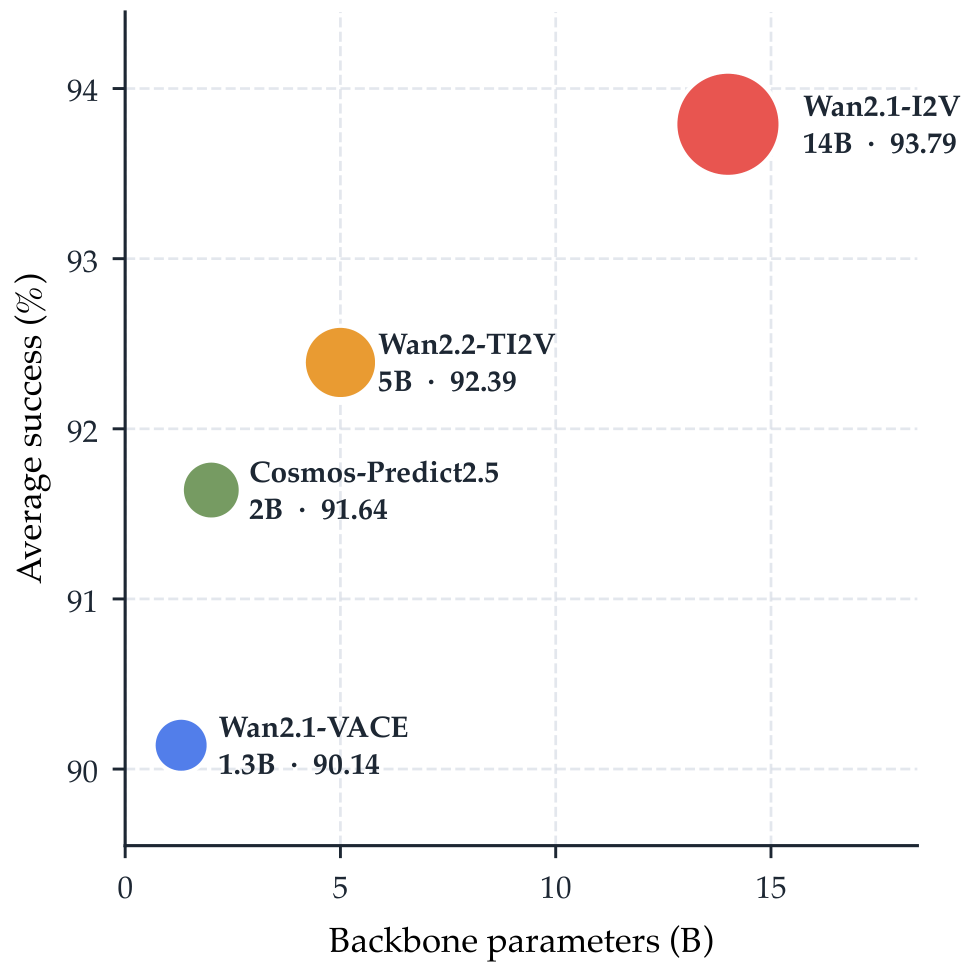 94
Wan2.1-I2V
14B · 93.79
93
Wan2.2-TI2V
5B · 92.39
92
Cosmos-Predict2.5
2B · 91.64
91
Wan2.1-VACE
1.3B · 90.14
90
Average success (%)
0 5 10 15
Backbone parameters (B)